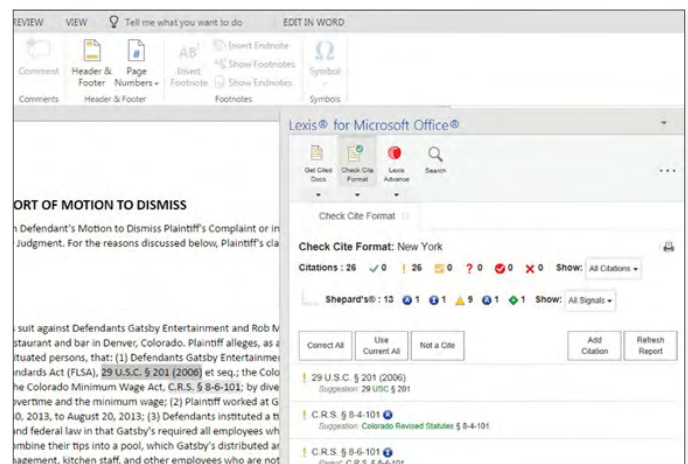 REVIEW VIEW Tell me what you want to do EDIT IN WORD
Comment
Header & Footer
Page Numbers
AB
Insert Footnote
Insert Endnote
Show Footnotes
Show Endnotes
Ω
Symbol
Comments Header & Footer Footnotes Symbols
Lexis® for Microsoft Office®
Get Cited Docs
Check Cite Format
Lexis Advance
Search
Check Cite Format
Check Cite Format: New York
Citations : 26 0 ! 26 0 ? 0 0 0 Show: All Citations
Shepard's® : 13 A 1 I 1 9 A 1 1 Show: All Signals
Correct All
Use Current All
Not a Cite
Add Citation
Refresh Report
! 29 U.S.C. § 201 (2006)
Suggestion: 29 USC § 201
! C.R.S. § 8-4-101 A
Suggestion: Colorado Revised Statutes § 8-4-101
! C.R.S. § 8-6-101
Parent: C.R.S. § 8-4-101
ORT OF MOTION TO DISMISS
n Defendant's Motion to Dismiss Plaintiff's Complaint or in
Judgment. For the reasons discussed below, Plaintiff's cla
suit against Defendants Gatsby Entertainment and Rob M
staurant and bar in Denver, Colorado. Plaintiff alleges, as a
ituated persons, that: (1) Defendants Gatsby Entertainme
ndards Act (FLSA), 29 U.S.C. § 201 (2006) et seq.; the Colo
he Colorado Minimum Wage Act, C.R.S. § 8-6-101; by dive
overtime and the minimum wage; (2) Plaintiff worked at G
0, 2013, to August 20, 2013; (3) Defendants instituted a ti
and federal law in that Gatsby's required all employees wh
ombine their tips into a pool, which Gatsby's distributed ar
nagement, kitchen staff, and other employees who are not